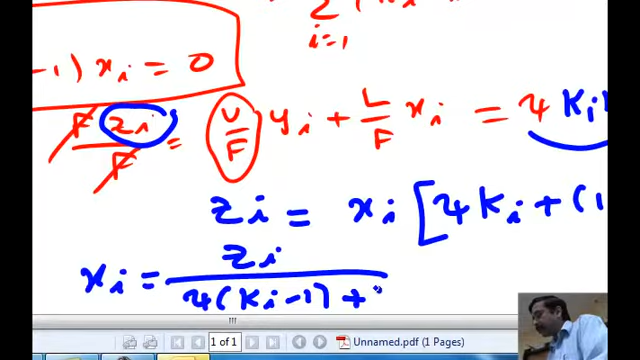 Σ
i=1
-1) xᵢ = 0
F zᵢ / F = V/F yᵢ + L/F xᵢ = ψ Kᵢ
zᵢ = xᵢ [ψ Kᵢ + (1
xᵢ = zᵢ / ψ(Kᵢ-1) +
1 of 1 Unnamed.pdf (1 Pages)